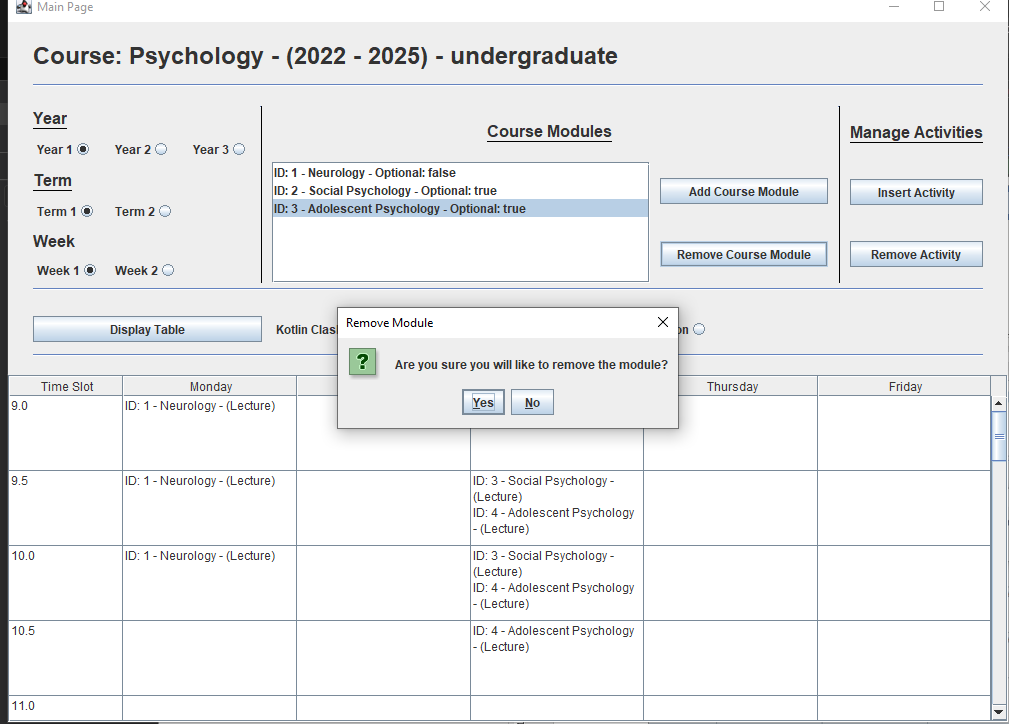 Main Page
Course: Psychology - (2022 - 2025) - undergraduate
Year
Year 1 Year 2 Year 3
Term
Term 1 Term 2
Week
Week 1 Week 2
Course Modules
ID: 1 - Neurology - Optional: false
ID: 2 - Social Psychology - Optional: true
ID: 3 - Adolescent Psychology - Optional: true
Add Course Module
Remove Course Module
Manage Activities
Insert Activity
Remove Activity
Display Table
Kotlin
Remove Module
?
Are you sure you will like to remove the module?
Yes No
Time Slot Monday Thursday Friday
9.0 ID: 1 - Neurology - (Lecture)
9.5 ID: 1 - Neurology - (Lecture) ID: 3 - Social Psychology -
(Lecture)
ID: 4 - Adolescent Psychology
- (Lecture)
10.0 ID: 1 - Neurology - (Lecture) ID: 3 - Social Psychology -
(Lecture)
ID: 4 - Adolescent Psychology
- (Lecture)
10.5 ID: 4 - Adolescent Psychology
- (Lecture)
11.0